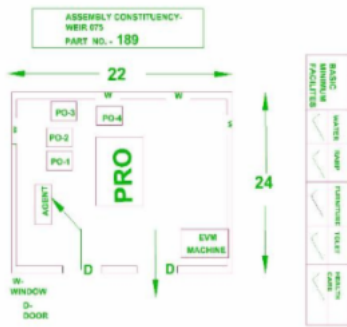 ASSEMBLY CONSTITUENCY-
WEIR 075
PART NO.- 189
22
W
W
PO-3
PO-4
S
S
PO-2
PO-1
PRO
AGENT
24
EVM
MACHINE
D
D
W-
WINDOW
D-
DOOR
BASIC
MINIMUM
FACILITIES
WATER
RAMP
FURNITURE
TOILET
HEALTH
CARE